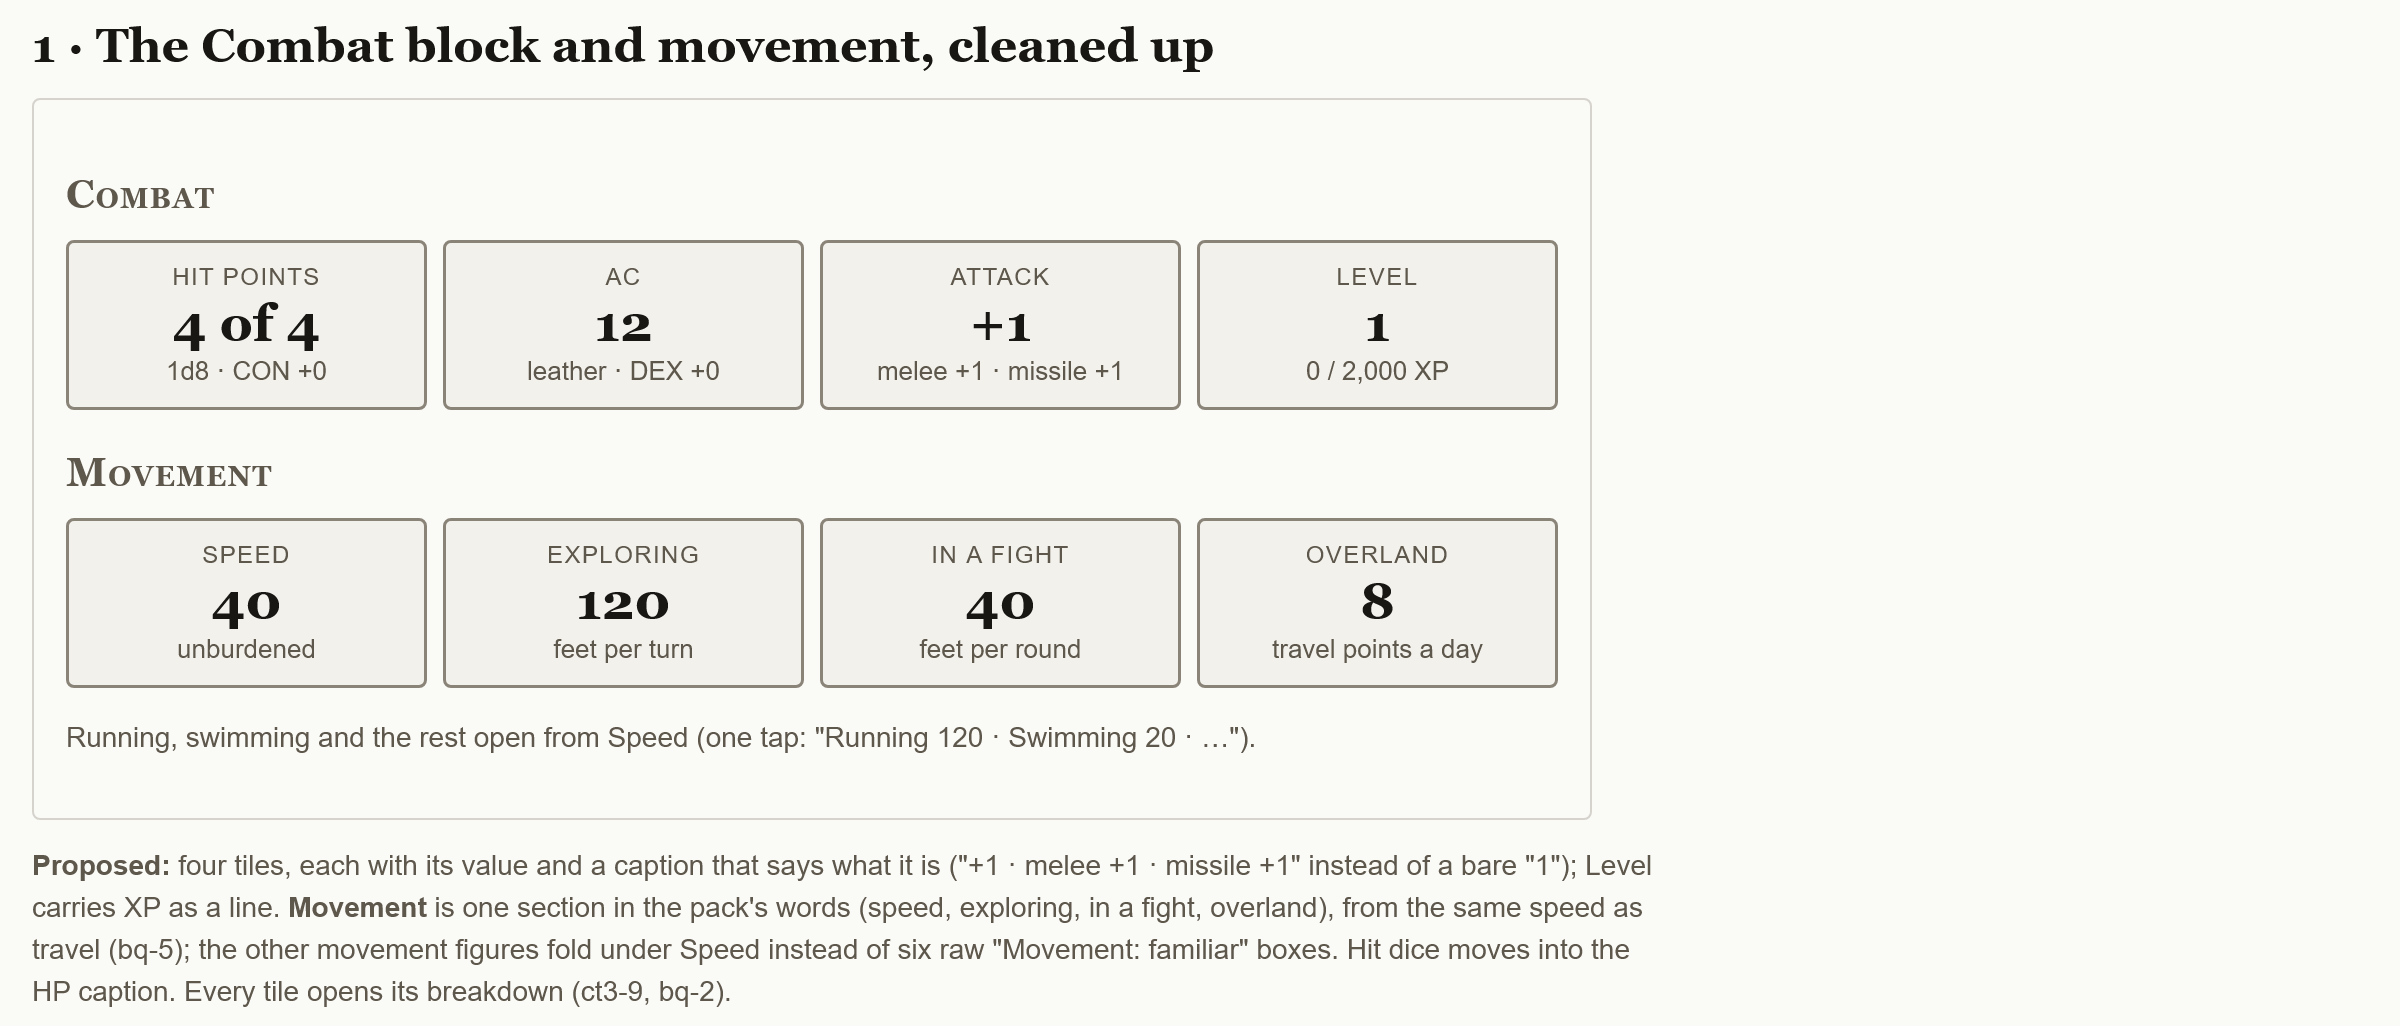 1 · The Combat block and movement, cleaned up
Combat
HIT POINTS
4 of 4
1d8 · CON +0
AC
12
leather · DEX +0
ATTACK
+1
melee +1 · missile +1
LEVEL
1
0 / 2,000 XP
Movement
SPEED
40
unburdened
EXPLORING
120
feet per turn
IN A FIGHT
40
feet per round
OVERLAND
8
travel points a day
Running, swimming and the rest open from Speed (one tap: "Running 120 · Swimming 20 · …").
Proposed: four tiles, each with its value and a caption that says what it is ("+1 · melee +1 · missile +1" instead of a bare "1"); Level
carries XP as a line. Movement is one section in the pack's words (speed, exploring, in a fight, overland), from the same speed as
travel (bq-5); the other movement figures fold under Speed instead of six raw "Movement: familiar" boxes. Hit dice moves into the
HP caption. Every tile opens its breakdown (ct3-9, bq-2).